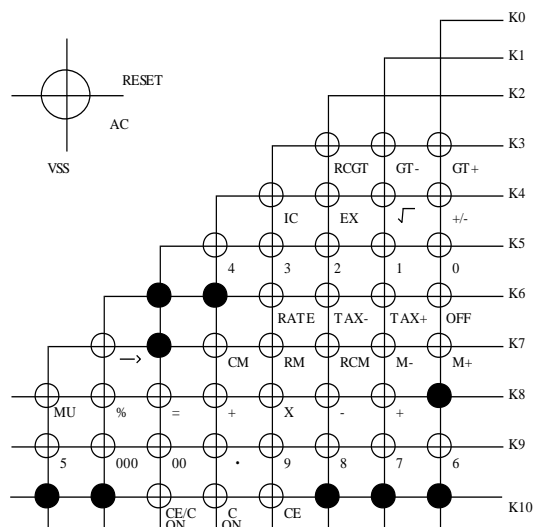 K0
K1
K2
RESET
AC
VSS
K3
RCGT GT- GT+
K4
IC EX √ +/-
K5
4 3 2 1 0
K6
RATE TAX- TAX+ OFF
K7
—> CM RM RCM M- M+
K8
MU % = + X - +
K9
5 000 00 . 9 8 7 6
K10
CE/C C CE
ON ON